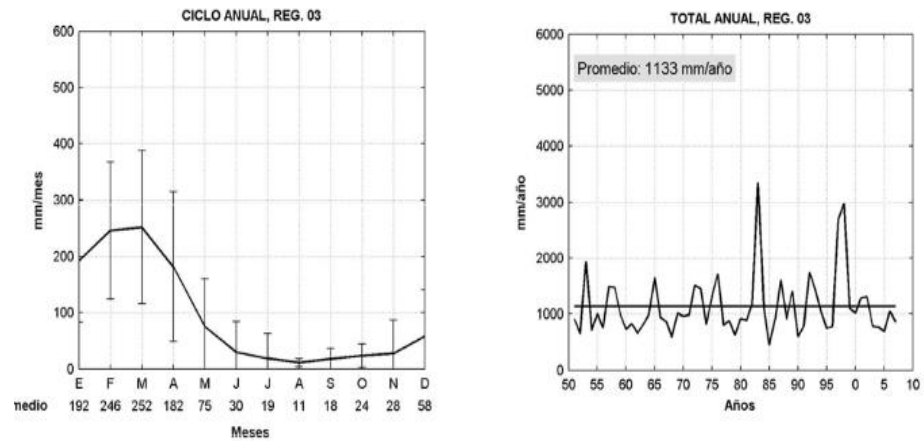 CICLO ANUAL, REG. 03
600
500
400
300
200
100
0
mm/mes
E F M A M J J A S O N D
medio 192 246 252 182 75 30 19 11 18 24 28 58
Meses
TOTAL ANUAL, REG. 03
6000
Promedio: 1133 mm/año
5000
4000
3000
2000
1000
0
mm/año
50 55 60 65 70 75 80 85 90 95 0 5 10
Años